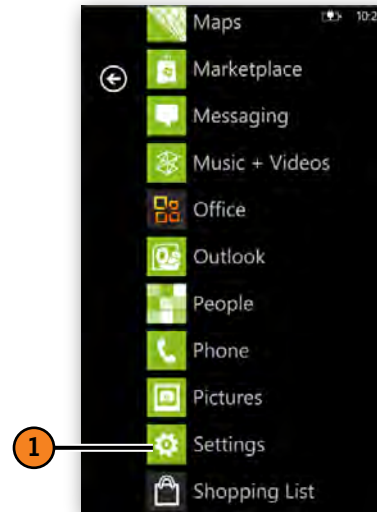 Maps
10:2
Marketplace
Messaging
Music + Videos
Office
Outlook
People
Phone
Pictures
1
Settings
Shopping List